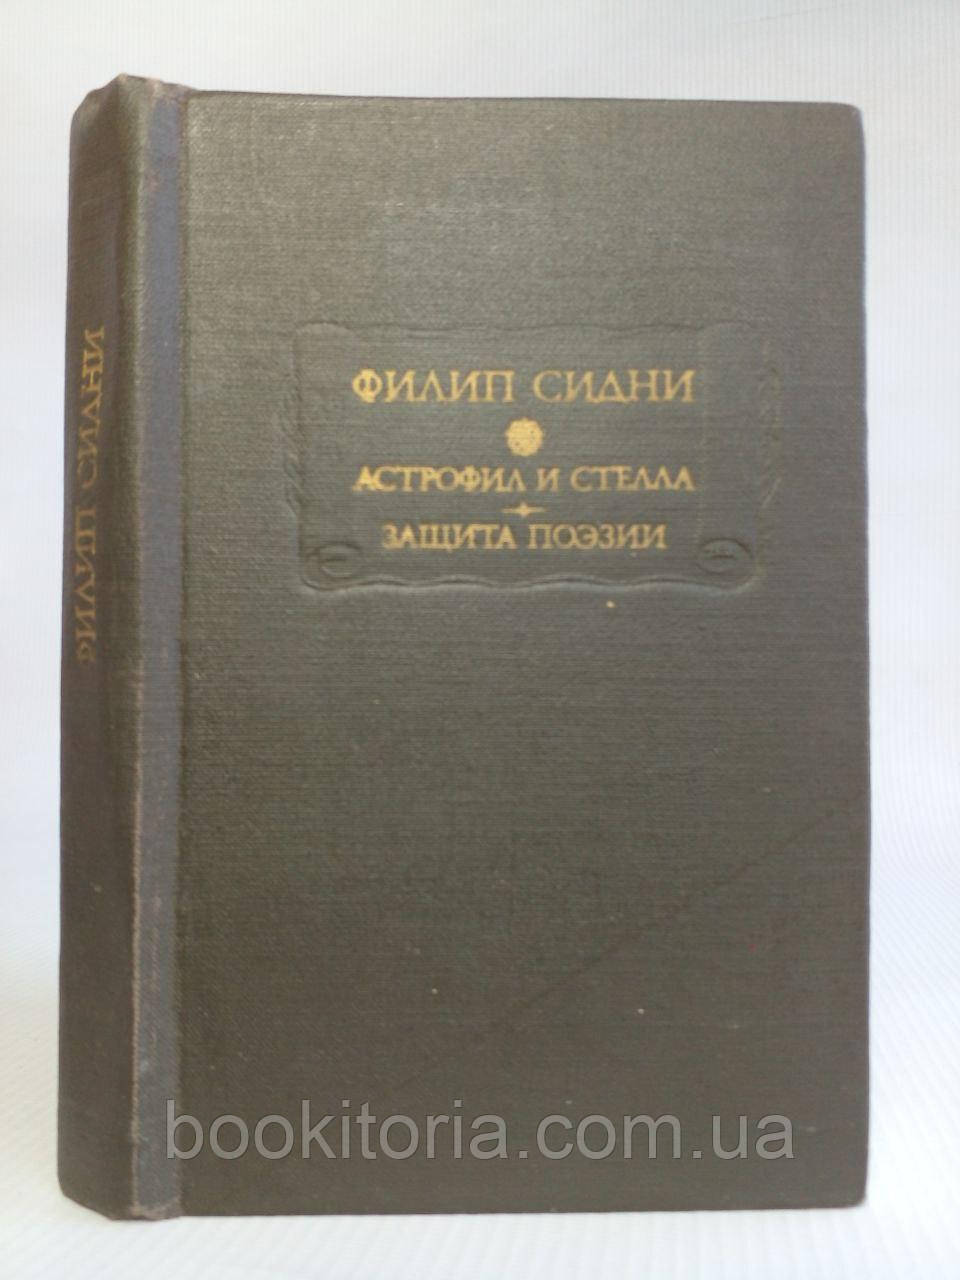 ФИЛИП СИДНИ
ФИЛИП СИДНИ
АСТРОФИЛ И СТЕЛЛА
ЗАЩИТА ПОЭЗИИ
bookitoria.com.ua